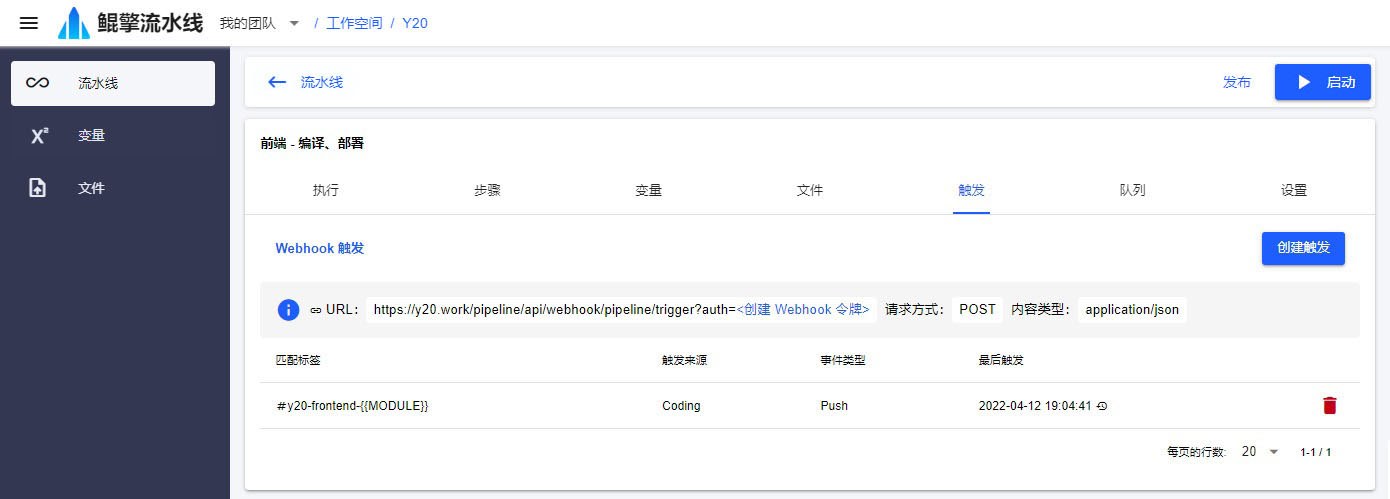 鲲擎流水线 我的团队 / 工作空间 / Y20
流水线
变量
文件
流水线 发布 启动
前端 - 编译、部署
执行 步骤 变量 文件 触发 队列 设置
Webhook 触发 创建触发
URL: https://y20.work/pipeline/api/webhook/pipeline/trigger?auth=<创建 Webhook 令牌> 请求方式: POST 内容类型: application/json
匹配标签 触发来源 事件类型 最后触发
#y20-frontend-{{MODULE}} Coding Push 2022-04-12 19:04:41
每页的行数: 20 1-1 / 1